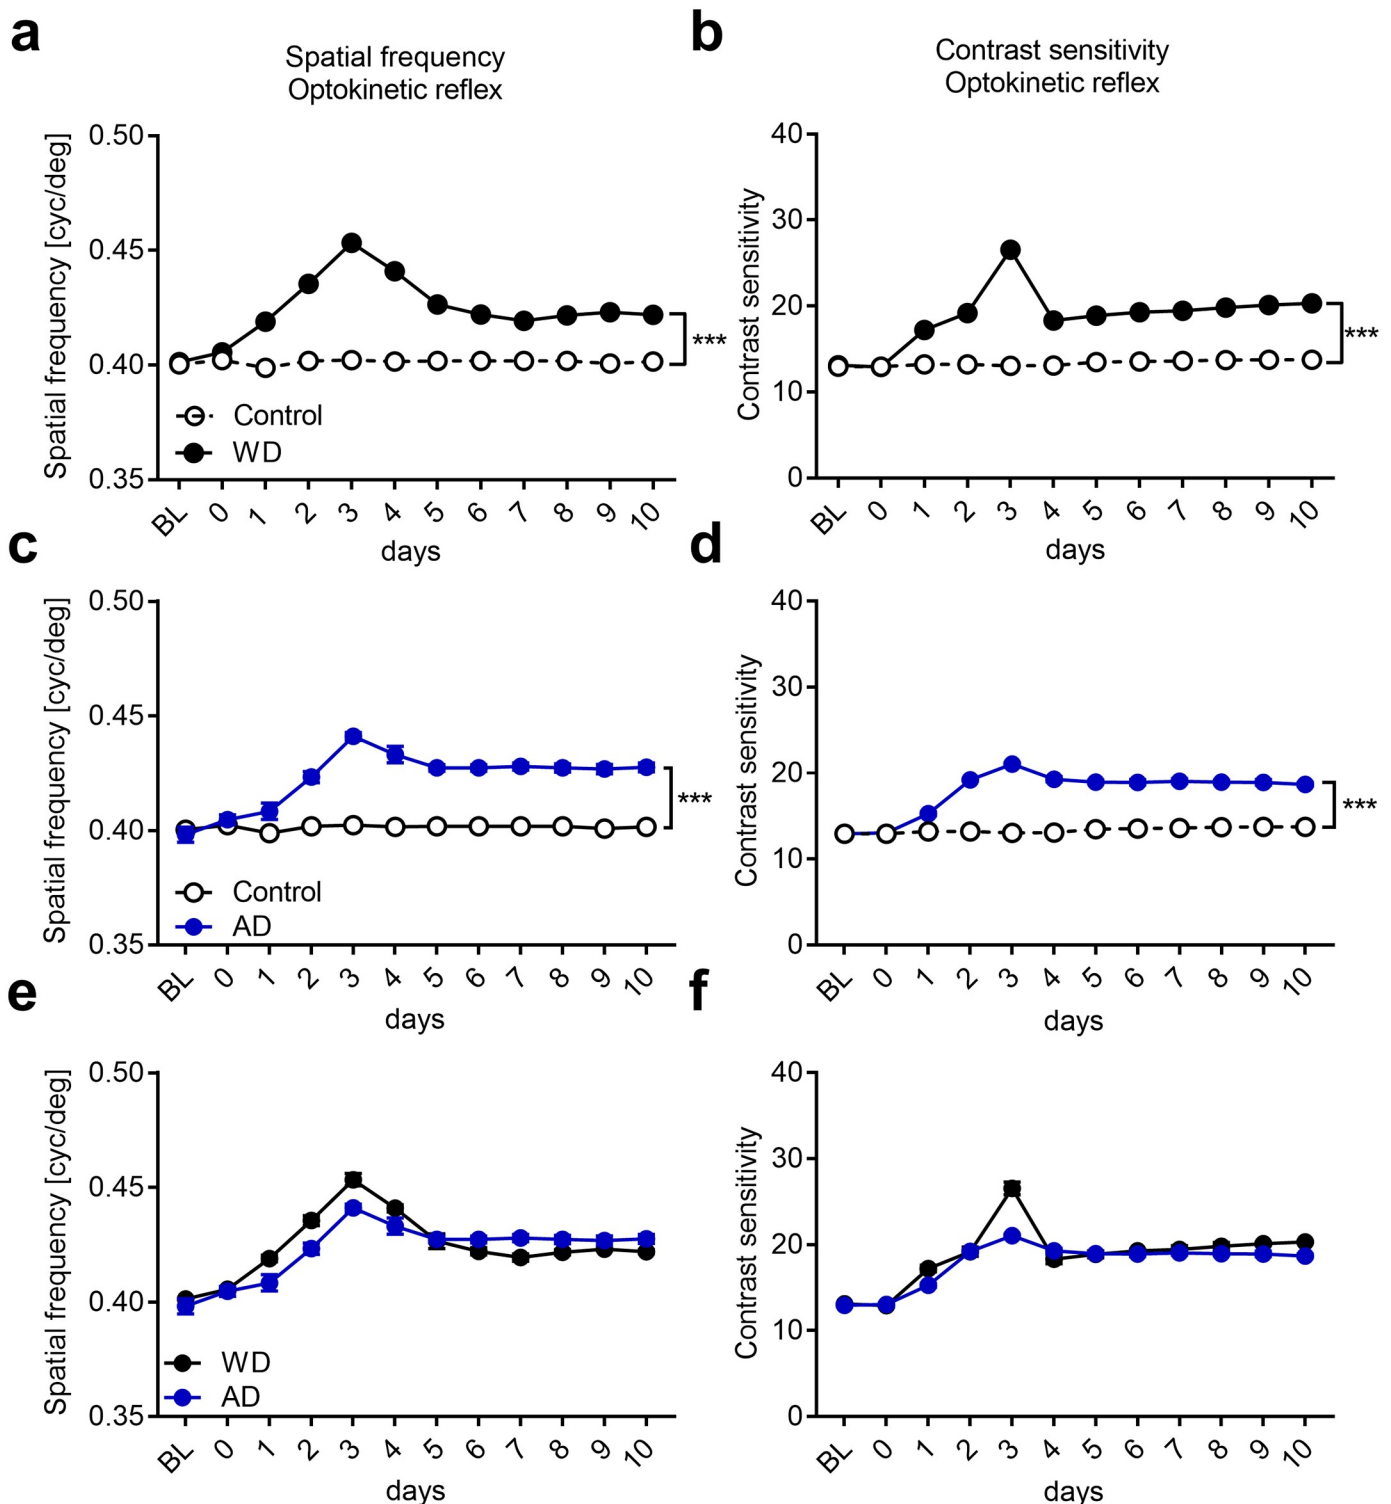 a
Spatial frequency
Optokinetic reflex
Spatial frequency [cyc/deg]
0.50
0.45
0.40
0.35
Control
WD
***
BL 0 1 2 3 4 5 6 7 8 9 10
days
b
Contrast sensitivity
Optokinetic reflex
Contrast sensitivity
40
30
20
10
0
***
BL 0 1 2 3 4 5 6 7 8 9 10
days
c
Spatial frequency [cyc/deg]
0.50
0.45
0.40
0.35
Control
AD
***
BL 0 1 2 3 4 5 6 7 8 9 10
days
d
Contrast sensitivity
40
30
20
10
0
***
BL 0 1 2 3 4 5 6 7 8 9 10
days
e
Spatial frequency [cyc/deg]
0.50
0.45
0.40
0.35
WD
AD
BL 0 1 2 3 4 5 6 7 8 9 10
days
f
Contrast sensitivity
40
30
20
10
0
BL 0 1 2 3 4 5 6 7 8 9 10
days